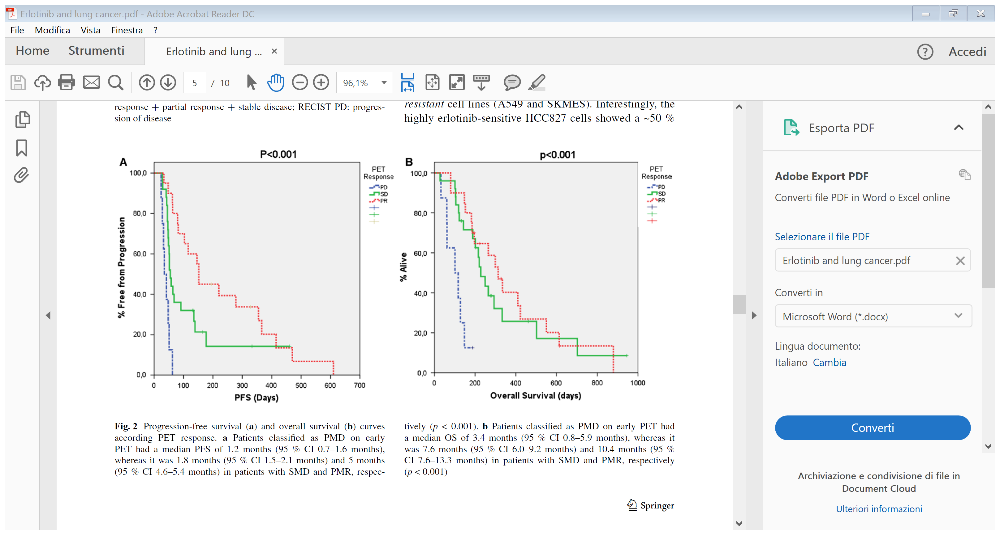 Erlotinib and lung cancer.pdf - Adobe Acrobat Reader DC
File Modifica Vista Finestra ?
Home Strumenti Erlotinib and lung ... × ? Accedi
5 / 10 96,1%
response + partial response + stable disease; RECIST PD: progres-
sion of disease
resistant cell lines (A549 and SKMES). Interestingly, the
highly erlotinib-sensitive HCC827 cells showed a ~50 %
A
P<0.001
100,0
80,0
60,0
40,0
20,0
0,0
% Free from Progression
0 100 200 300 400 500 600 700
PFS (Days)
PET
Response
PD
SD
PR
B
p<0.001
100,0
80,0
60,0
40,0
20,0
0,0
% Alive
0 200 400 600 800 1000
Overall Survival (days)
PET
Response
PD
SD
PR
Fig. 2 Progression-free survival (a) and overall survival (b) curves
according PET response. a Patients classified as PMD on early
PET had a median PFS of 1.2 months (95 % CI 0.7–1.6 months),
whereas it was 1.8 months (95 % CI 1.5–2.1 months) and 5 months
(95 % CI 4.6–5.4 months) in patients with SMD and PMR, respec-
tively (p < 0.001). b Patients classified as PMD on early PET had
a median OS of 3.4 months (95 % CI 0.8–5.9 months), whereas it
was 7.6 months (95 % CI 6.0–9.2 months) and 10.4 months (95 %
CI 7.6–13.3 months) in patients with SMD and PMR, respectively
(p < 0.001)
Springer
Esporta PDF
Adobe Export PDF
Converti file PDF in Word o Excel online
Selezionare il file PDF
Erlotinib and lung cancer.pdf
Converti in
Microsoft Word (*.docx)
Lingua documento:
Italiano Cambia
Converti
Archiviazione e condivisione di file in
Document Cloud
Ulteriori informazioni